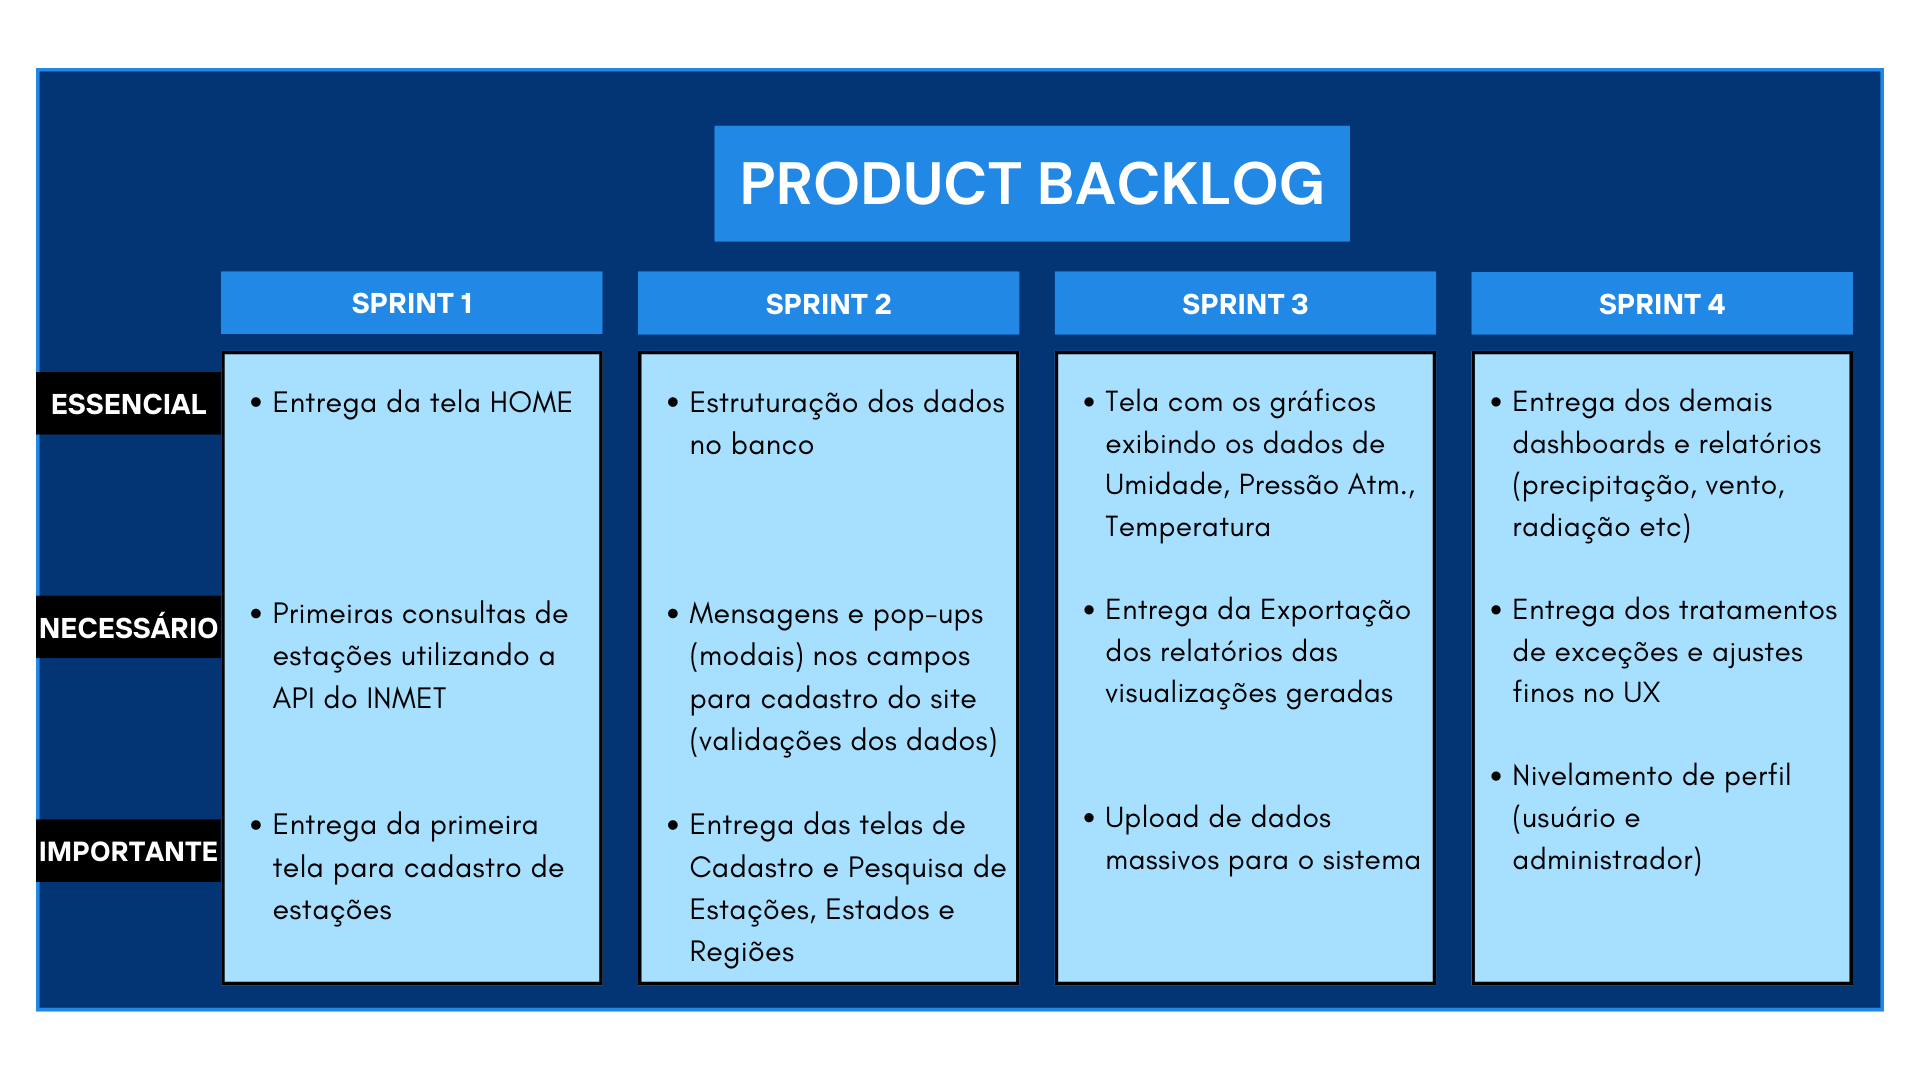 PRODUCT BACKLOG
SPRINT 1
SPRINT 2
SPRINT 3
SPRINT 4
ESSENCIAL
• Entrega da tela HOME
• Estruturação dos dados
no banco
• Tela com os gráficos
exibindo os dados de
Umidade, Pressão Atm.,
Temperatura
• Entrega dos demais
dashboards e relatórios
(precipitação, vento,
radiação etc)
NECESSÁRIO
• Primeiras consultas de
estações utilizando a
API do INMET
• Mensagens e pop-ups
(modais) nos campos
para cadastro do site
(validações dos dados)
• Entrega da Exportação
dos relatórios das
visualizações geradas
• Entrega dos tratamentos
de exceções e ajustes
finos no UX
IMPORTANTE
• Entrega da primeira
tela para cadastro de
estações
• Entrega das telas de
Cadastro e Pesquisa de
Estações, Estados e
Regiões
• Upload de dados
massivos para o sistema
• Nivelamento de perfil
(usuário e
administrador)